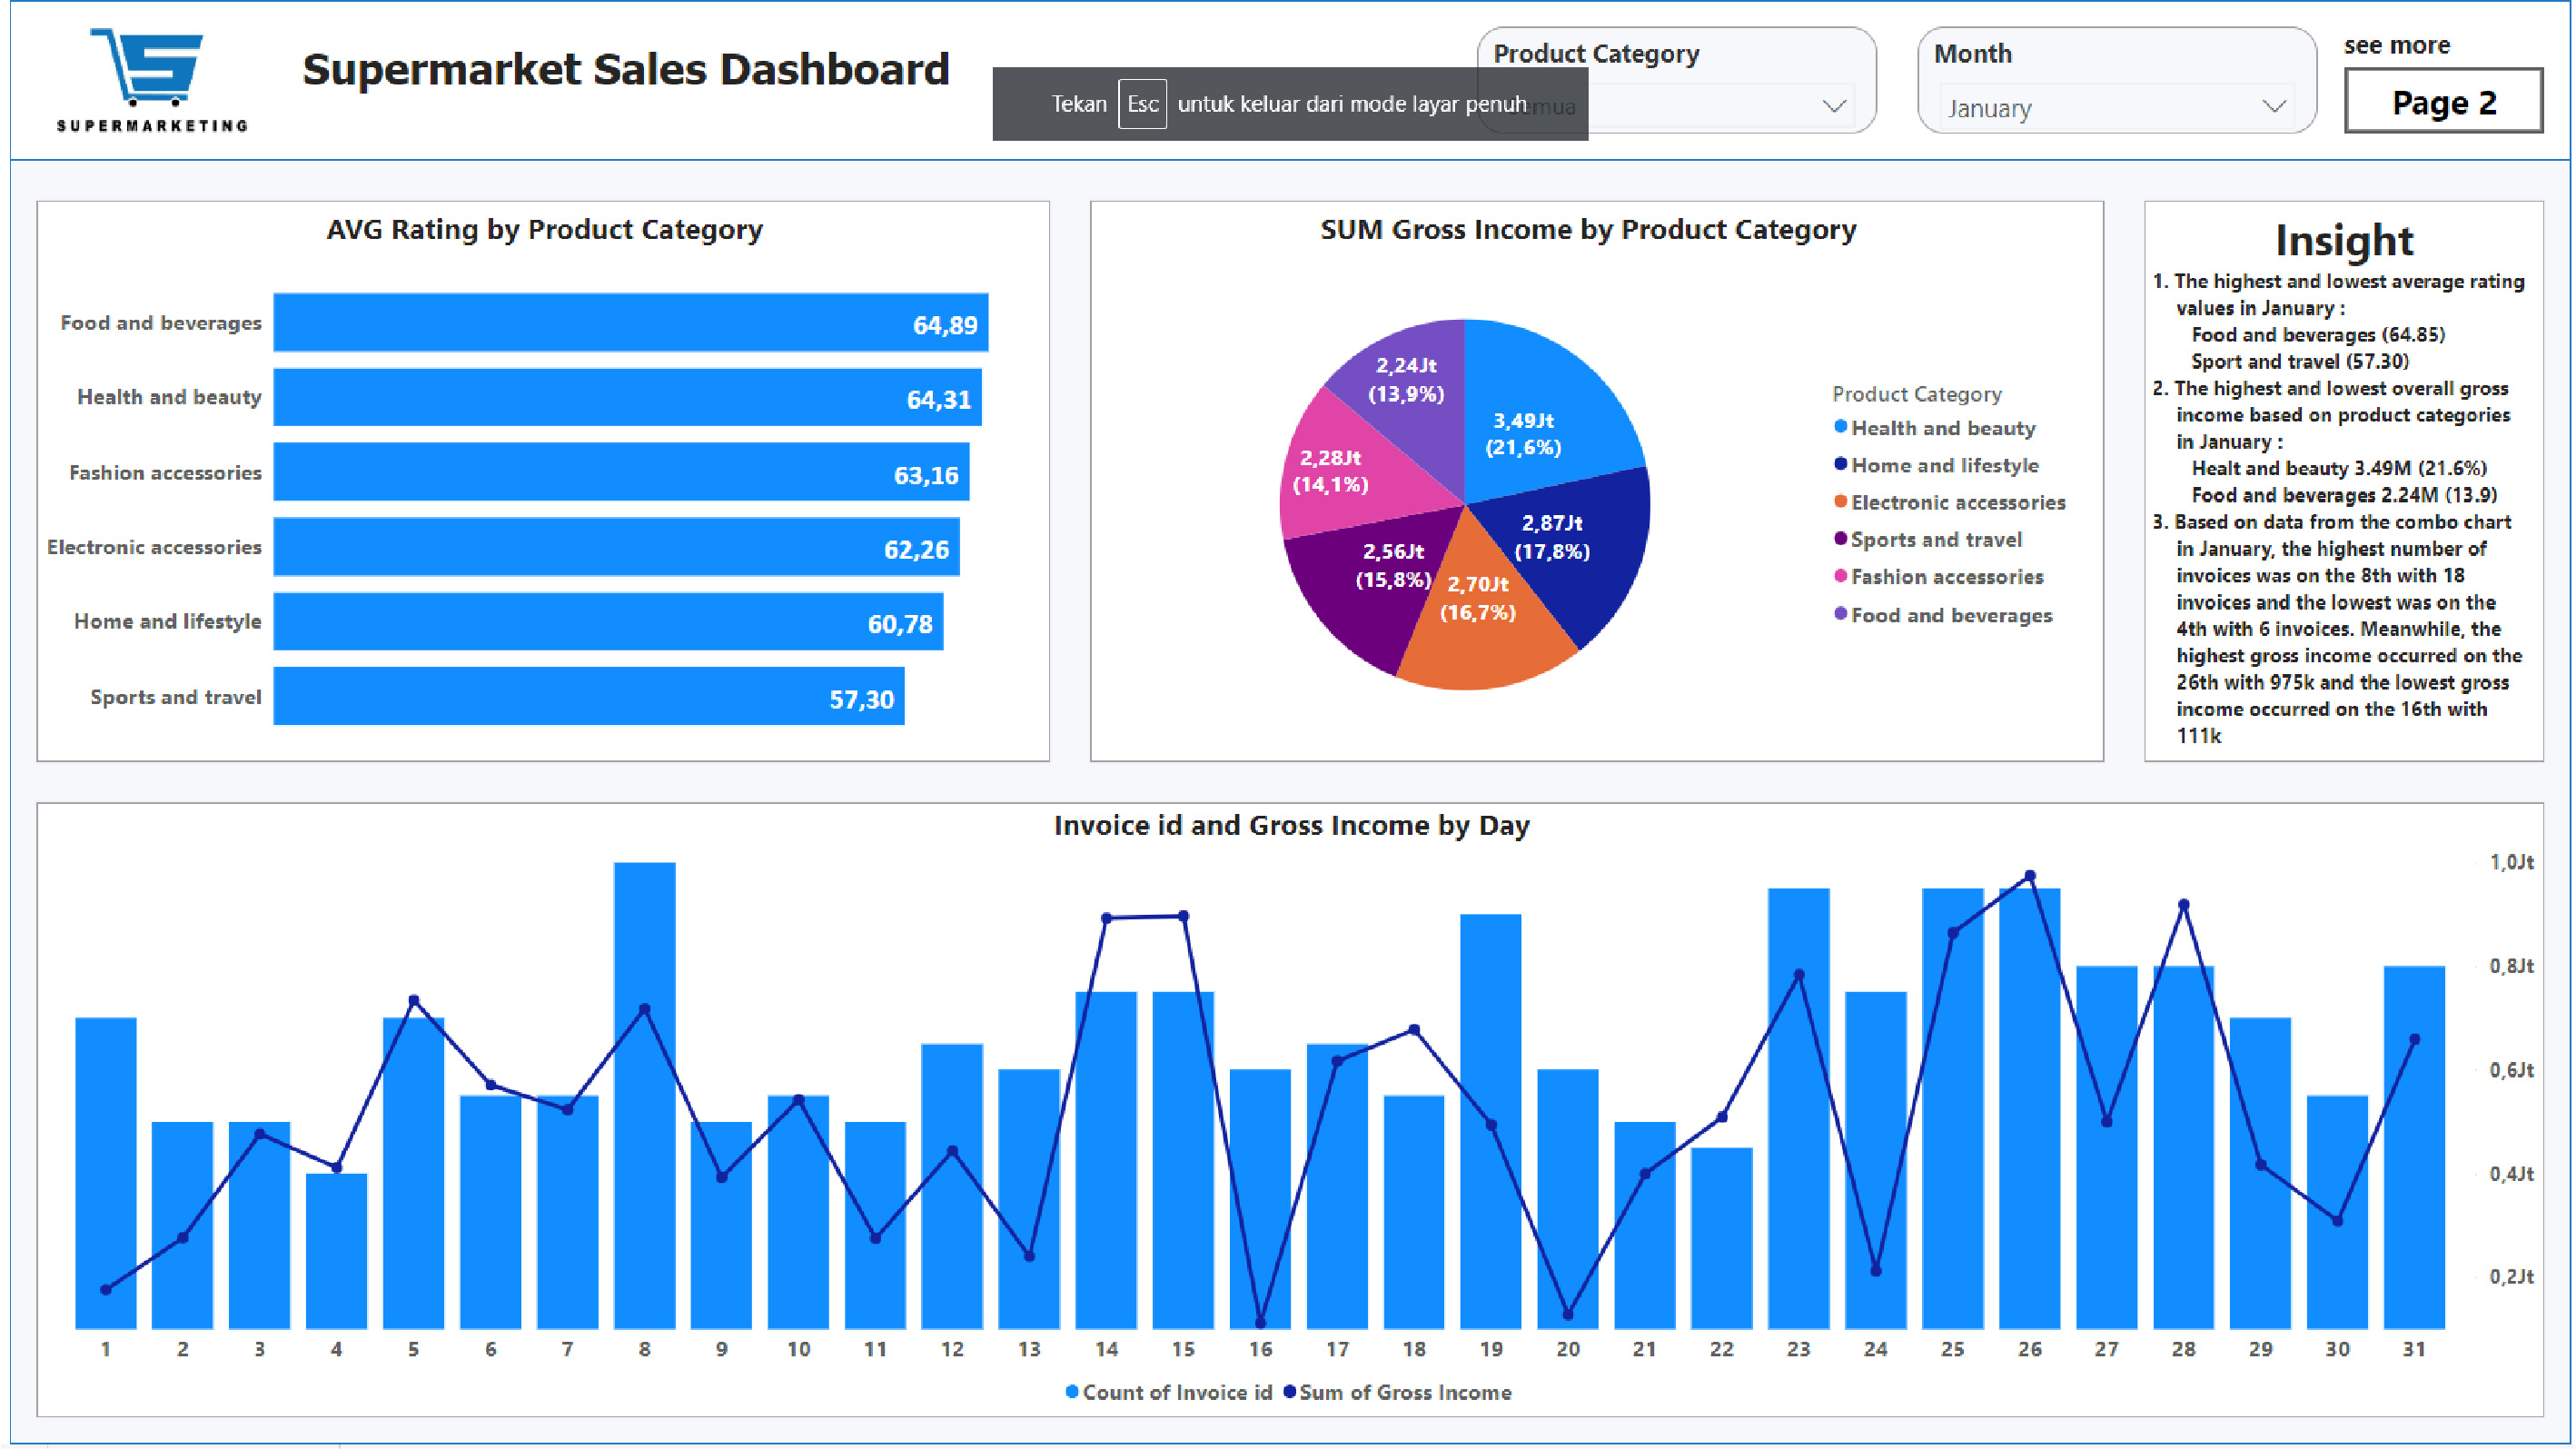 SUPERMARKETING
Supermarket Sales Dashboard
Tekan Esc untuk keluar dari mode layar penuh
Product Category
Semua
Month
January
see more
Page 2
AVG Rating by Product Category
Food and beverages 64,89
Health and beauty 64,31
Fashion accessories 63,16
Electronic accessories 62,26
Home and lifestyle 60,78
Sports and travel 57,30
SUM Gross Income by Product Category
2,24Jt
(13,9%)
3,49Jt
(21,6%)
2,28Jt
(14,1%)
2,87Jt
(17,8%)
2,56Jt
(15,8%)
2,70Jt
(16,7%)
Product Category
Health and beauty
Home and lifestyle
Electronic accessories
Sports and travel
Fashion accessories
Food and beverages
Insight
1. The highest and lowest average rating
values in January :
Food and beverages (64.85)
Sport and travel (57.30)
2. The highest and lowest overall gross
income based on product categories
in January :
Healt and beauty 3.49M (21.6%)
Food and beverages 2.24M (13.9)
3. Based on data from the combo chart
in January, the highest number of
invoices was on the 8th with 18
invoices and the lowest was on the
4th with 6 invoices. Meanwhile, the
highest gross income occurred on the
26th with 975k and the lowest gross
income occurred on the 16th with
111k
Invoice id and Gross Income by Day
1,0Jt
0,8Jt
0,6Jt
0,4Jt
0,2Jt
1 2 3 4 5 6 7 8 9 10 11 12 13 14 15 16 17 18 19 20 21 22 23 24 25 26 27 28 29 30 31
Count of Invoice id Sum of Gross Income